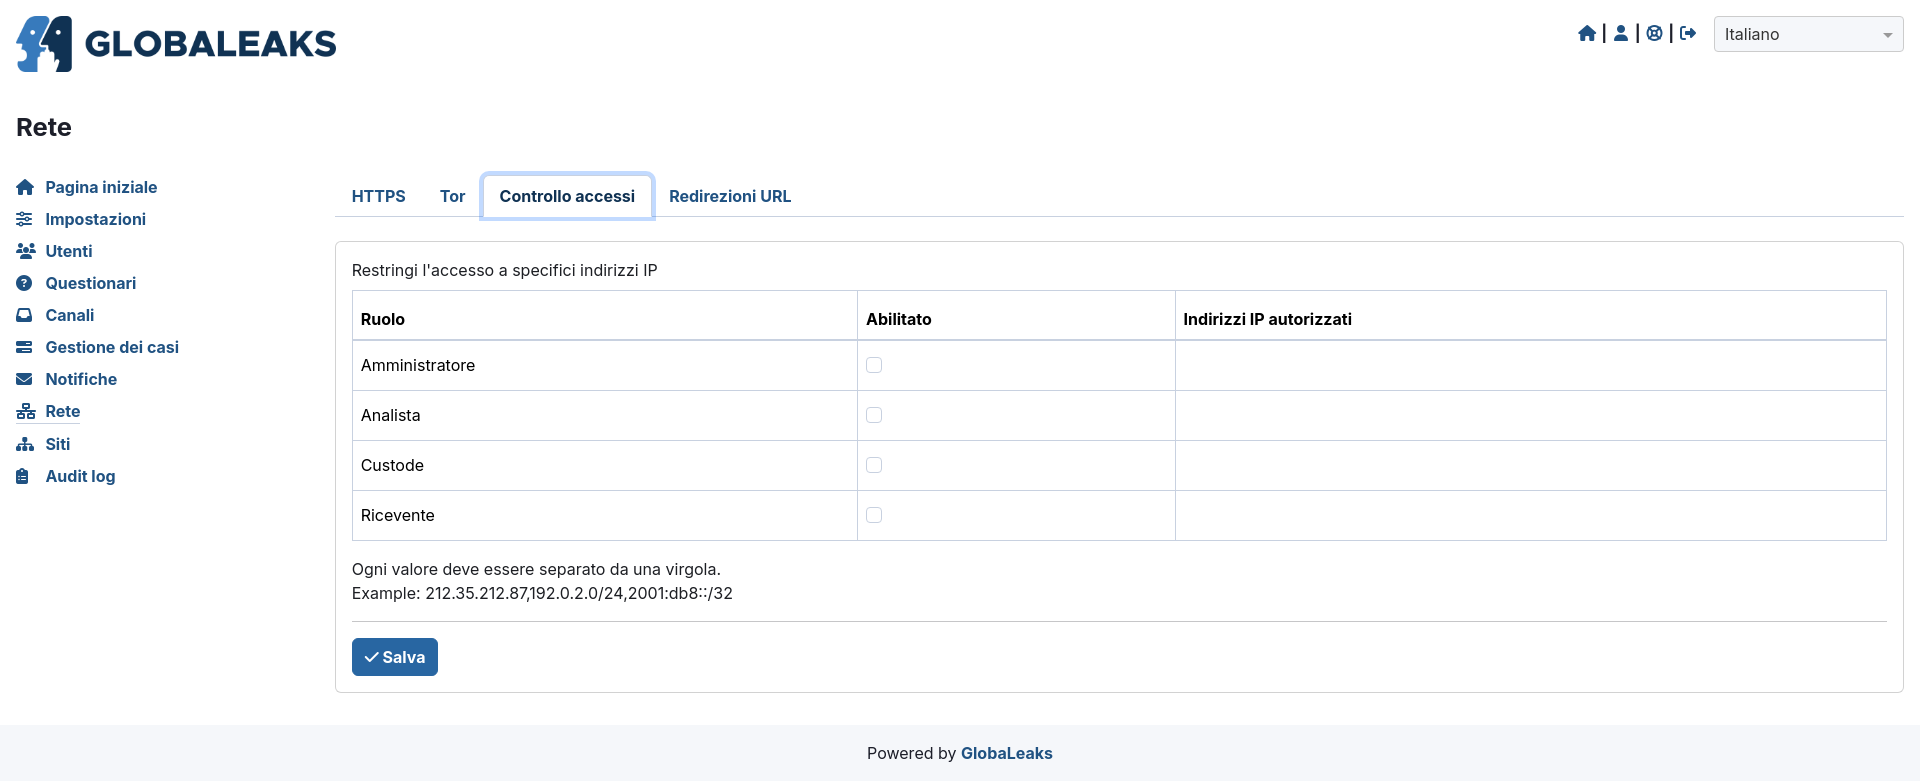 GLOBALEAKS
Italiano
Rete
Pagina iniziale
Impostazioni
Utenti
Questionari
Canali
Gestione dei casi
Notifiche
Rete
Siti
Audit log
HTTPS Tor Controllo accessi Redirezioni URL
Restringi l'accesso a specifici indirizzi IP
Ruolo Abilitato Indirizzi IP autorizzati
Amministratore
Analista
Custode
Ricevente
Ogni valore deve essere separato da una virgola.
Example: 212.35.212.87,192.0.2.0/24,2001:db8::/32
Salva
Powered by GlobaLeaks